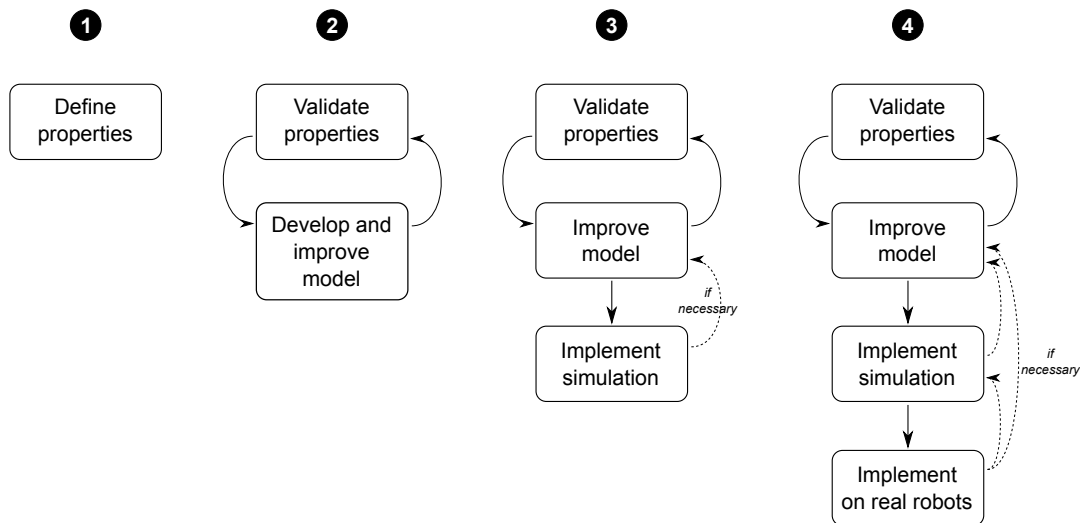 1
Define
properties
2
Validate
properties
Develop and
improve
model
3
Validate
properties
Improve
model
if
necessary
Implement
simulation
4
Validate
properties
Improve
model
Implement
simulation
if
necessary
Implement
on real robots